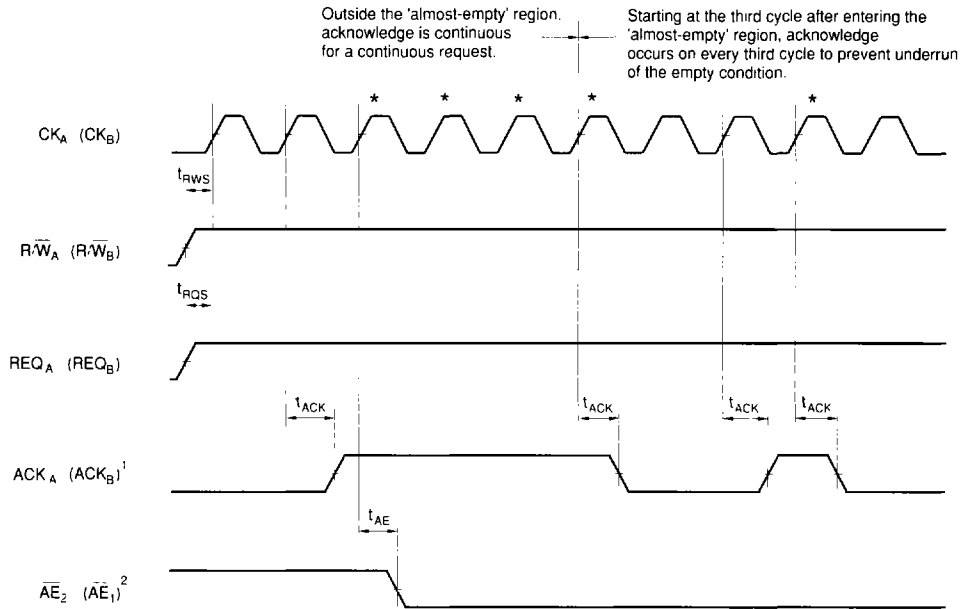 Outside the 'almost-empty' region,
acknowledge is continuous
for a continuous request.
Starting at the third cycle after entering the
'almost-empty' region, acknowledge
occurs on every third cycle to prevent underrun
of the empty condition.
* * * * *
CKA (CKB)
tRWS
R/W̅A (R/W̅B)
tRQS
REQA (REQB)
tACK tACK tACK tACK
ACKA (ACKB)¹
tAE
A̅E̅2 (A̅E̅1)²